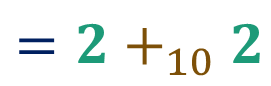 = 2 +₁₀ 2